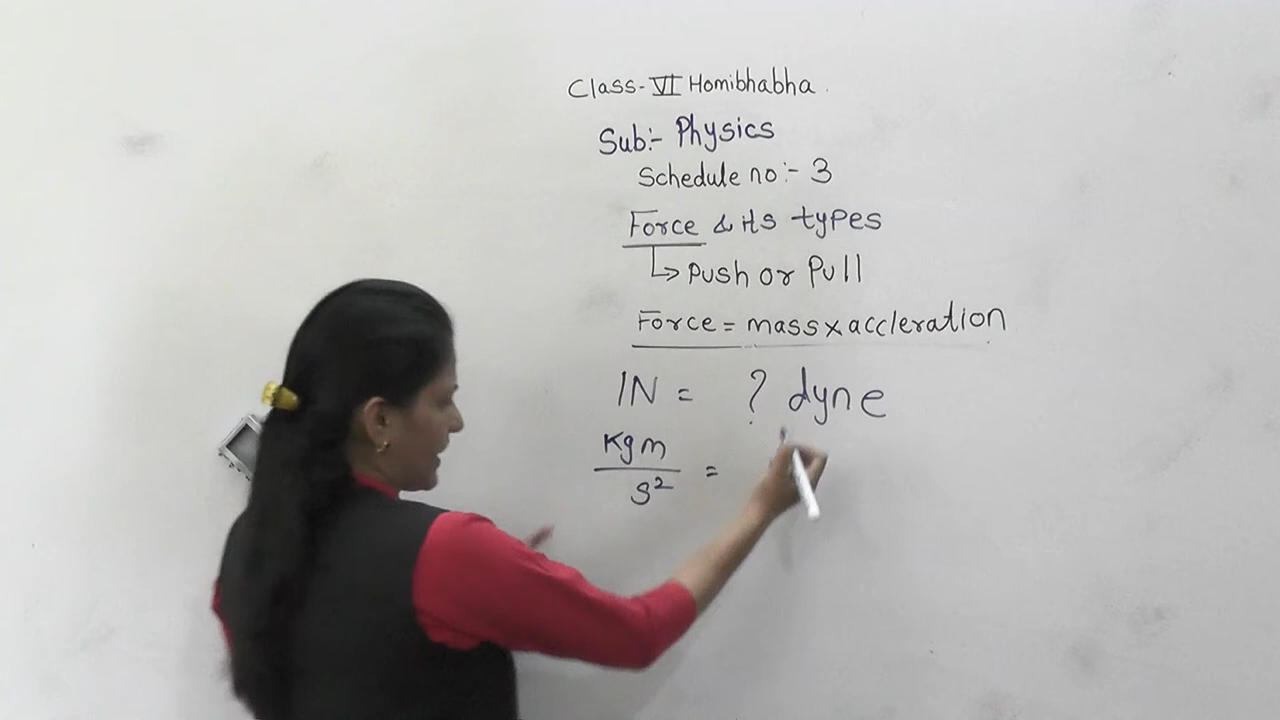 Class-VI Homibhabha.
Sub:- Physics
Schedule no:- 3
Force & its types
↳ Push or Pull
Force = mass x accleration
1N = ? dyne
Kgm
/ s² =